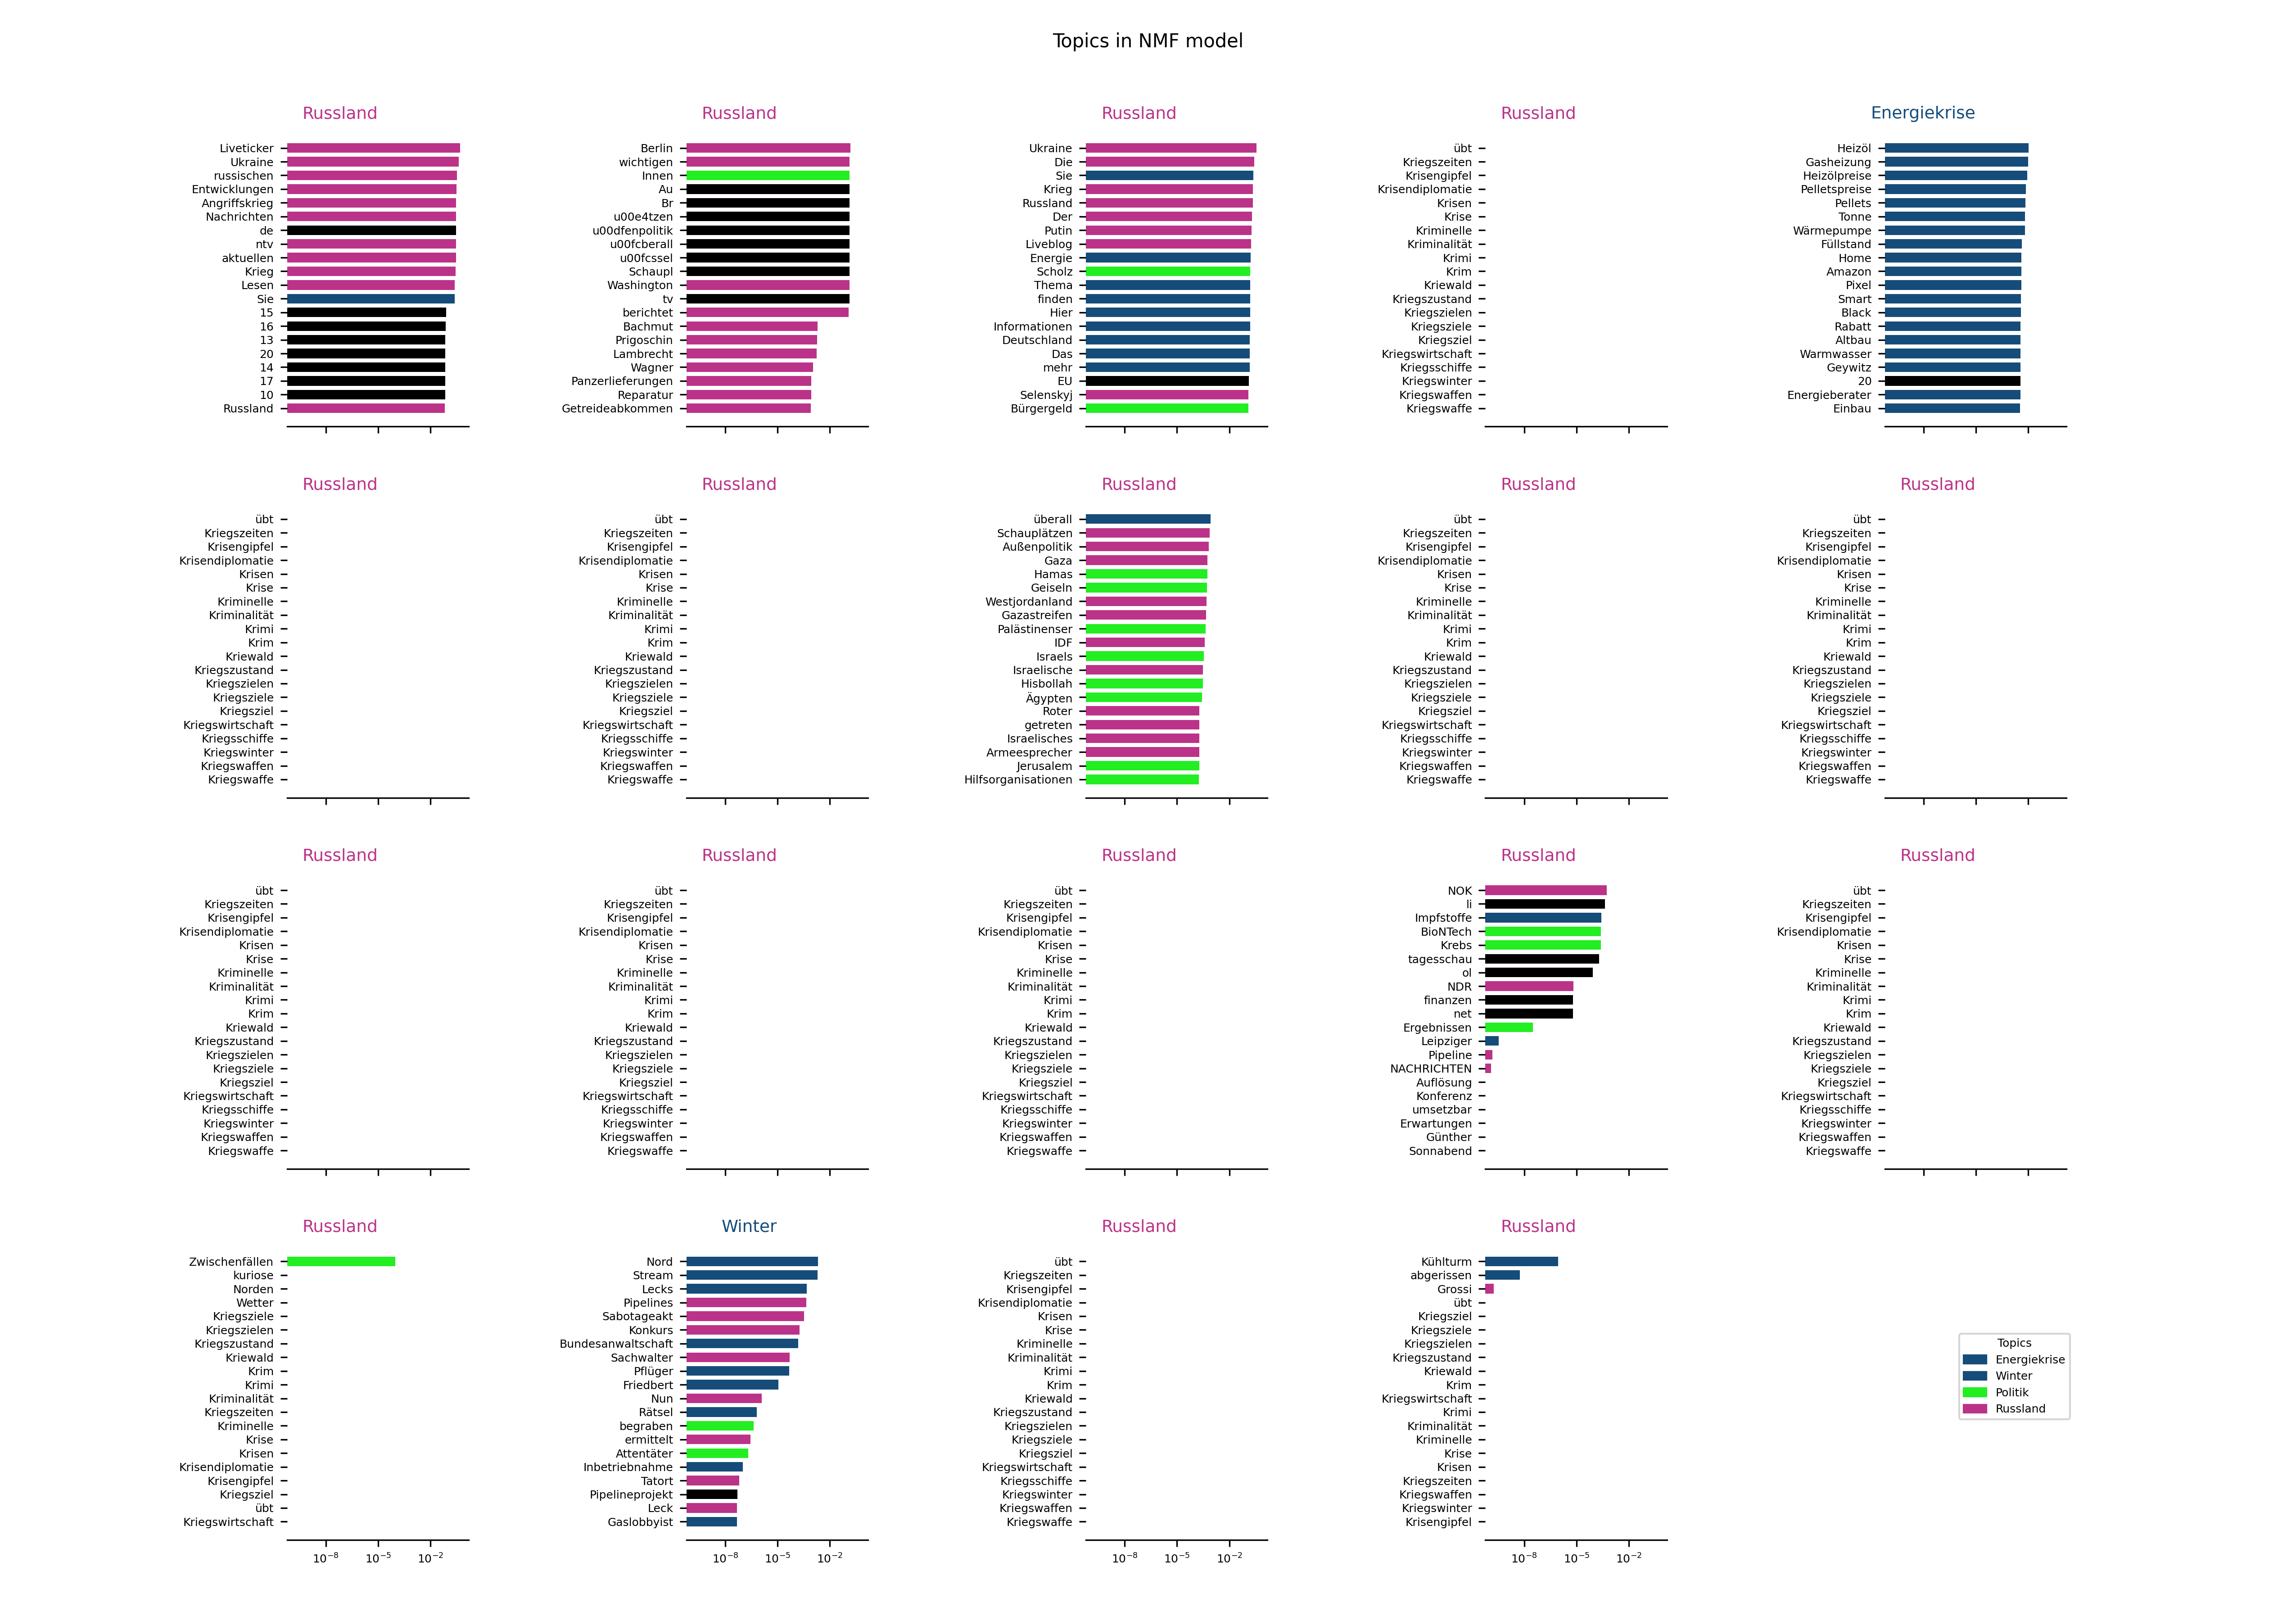 Topics in NMF model
Russland
Liveticker
Ukraine
russischen
Entwicklungen
Angriffskrieg
Nachrichten
de
ntv
aktuellen
Krieg
Lesen
Sie
15
16
13
20
14
17
10
Russland
Russland
Berlin
wichtigen
Innen
Au
Br
u00e4tzen
u00dfenpolitik
u00fcberall
u00fcssel
Schaupl
Washington
tv
berichtet
Bachmut
Prigoschin
Lambrecht
Wagner
Panzerlieferungen
Reparatur
Getreideabkommen
Russland
Ukraine
Die
Sie
Krieg
Russland
Der
Putin
Liveblog
Energie
Scholz
Thema
finden
Hier
Informationen
Deutschland
Das
mehr
EU
Selenskyj
Bürgergeld
Russland
übt
Kriegszeiten
Krisengipfel
Krisendiplomatie
Krisen
Krise
Kriminelle
Kriminalität
Krimi
Krim
Kriewald
Kriegszustand
Kriegszielen
Kriegsziele
Kriegsziel
Kriegswirtschaft
Kriegsschiffe
Kriegswinter
Kriegswaffen
Kriegswaffe
Energiekrise
Heizöl
Gasheizung
Heizölpreise
Pelletspreise
Pellets
Tonne
Wärmepumpe
Füllstand
Home
Amazon
Pixel
Smart
Black
Rabatt
Altbau
Warmwasser
Geywitz
20
Energieberater
Einbau
Russland
übt
Kriegszeiten
Krisengipfel
Krisendiplomatie
Krisen
Krise
Kriminelle
Kriminalität
Krimi
Krim
Kriewald
Kriegszustand
Kriegszielen
Kriegsziele
Kriegsziel
Kriegswirtschaft
Kriegsschiffe
Kriegswinter
Kriegswaffen
Kriegswaffe
Russland
übt
Kriegszeiten
Krisengipfel
Krisendiplomatie
Krisen
Krise
Kriminelle
Kriminalität
Krimi
Krim
Kriewald
Kriegszustand
Kriegszielen
Kriegsziele
Kriegsziel
Kriegswirtschaft
Kriegsschiffe
Kriegswinter
Kriegswaffen
Kriegswaffe
Russland
überall
Schauplätzen
Außenpolitik
Gaza
Hamas
Geiseln
Westjordanland
Gazastreifen
Palästinenser
IDF
Israels
Israelische
Hisbollah
Ägypten
Roter
getreten
Israelisches
Armeesprecher
Jerusalem
Hilfsorganisationen
Russland
übt
Kriegszeiten
Krisengipfel
Krisendiplomatie
Krisen
Krise
Kriminelle
Kriminalität
Krimi
Krim
Kriewald
Kriegszustand
Kriegszielen
Kriegsziele
Kriegsziel
Kriegswirtschaft
Kriegsschiffe
Kriegswinter
Kriegswaffen
Kriegswaffe
Russland
übt
Kriegszeiten
Krisengipfel
Krisendiplomatie
Krisen
Krise
Kriminelle
Kriminalität
Krimi
Krim
Kriewald
Kriegszustand
Kriegszielen
Kriegsziele
Kriegsziel
Kriegswirtschaft
Kriegsschiffe
Kriegswinter
Kriegswaffen
Kriegswaffe
Russland
übt
Kriegszeiten
Krisengipfel
Krisendiplomatie
Krisen
Krise
Kriminelle
Kriminalität
Krimi
Krim
Kriewald
Kriegszustand
Kriegszielen
Kriegsziele
Kriegsziel
Kriegswirtschaft
Kriegsschiffe
Kriegswinter
Kriegswaffen
Kriegswaffe
Russland
übt
Kriegszeiten
Krisengipfel
Krisendiplomatie
Krisen
Krise
Kriminelle
Kriminalität
Krimi
Krim
Kriewald
Kriegszustand
Kriegszielen
Kriegsziele
Kriegsziel
Kriegswirtschaft
Kriegsschiffe
Kriegswinter
Kriegswaffen
Kriegswaffe
Russland
übt
Kriegszeiten
Krisengipfel
Krisendiplomatie
Krisen
Krise
Kriminelle
Kriminalität
Krimi
Krim
Kriewald
Kriegszustand
Kriegszielen
Kriegsziele
Kriegsziel
Kriegswirtschaft
Kriegsschiffe
Kriegswinter
Kriegswaffen
Kriegswaffe
Russland
NOK
li
Impfstoffe
BioNTech
Krebs
tagesschau
ol
NDR
finanzen
net
Ergebnissen
Leipziger
Pipeline
NACHRICHTEN
Auflösung
Konferenz
umsetzbar
Erwartungen
Günther
Sonnabend
Russland
übt
Kriegszeiten
Krisengipfel
Krisendiplomatie
Krisen
Krise
Kriminelle
Kriminalität
Krimi
Krim
Kriewald
Kriegszustand
Kriegszielen
Kriegsziele
Kriegsziel
Kriegswirtschaft
Kriegsschiffe
Kriegswinter
Kriegswaffen
Kriegswaffe
Russland
Zwischenfällen
kuriose
Norden
Wetter
Kriegsziele
Kriegszielen
Kriegszustand
Kriewald
Krim
Krimi
Kriminalität
Kriegszeiten
Kriminelle
Krise
Krisen
Krisendiplomatie
Krisengipfel
Kriegsziel
übt
Kriegswirtschaft
10⁻⁸ 10⁻⁵ 10⁻²
Winter
Nord
Stream
Lecks
Pipelines
Sabotageakt
Konkurs
Bundesanwaltschaft
Sachwalter
Pflüger
Friedbert
Nun
Rätsel
begraben
ermittelt
Attentäter
Inbetriebnahme
Tatort
Pipelineprojekt
Leck
Gaslobbyist
10⁻⁸ 10⁻⁵ 10⁻²
Russland
übt
Kriegszeiten
Krisengipfel
Krisendiplomatie
Krisen
Krise
Kriminelle
Kriminalität
Krimi
Krim
Kriewald
Kriegszustand
Kriegszielen
Kriegsziele
Kriegsziel
Kriegswirtschaft
Kriegsschiffe
Kriegswinter
Kriegswaffen
Kriegswaffe
10⁻⁸ 10⁻⁵ 10⁻²
Russland
Kühlturm
abgerissen
Grossi
übt
Kriegsziel
Kriegsziele
Kriegszielen
Kriegszustand
Kriewald
Krim
Kriegswirtschaft
Krimi
Kriminalität
Kriminelle
Krise
Krisen
Kriegszeiten
Kriegswaffen
Kriegswinter
Krisengipfel
10⁻⁸ 10⁻⁵ 10⁻²
Topics
Energiekrise
Winter
Politik
Russland